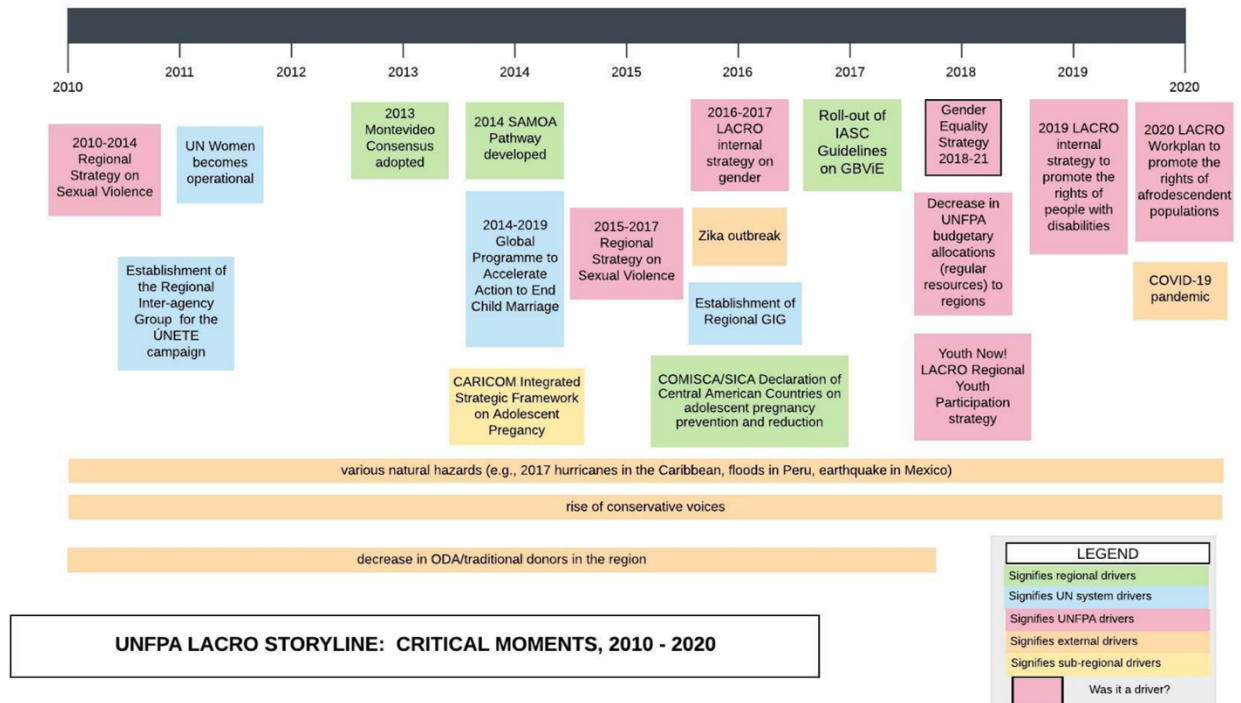 2010
2011
2012
2013
2014
2015
2016
2017
2018
2019
2020
2010-2014
Regional
Strategy on
Sexual Violence
UN Women
becomes
operational
Establishment of
the Regional
Inter-agency
Group for the
ÚNETE
campaign
2013
Montevideo
Consensus
adopted
2014 SAMOA
Pathway
developed
2014-2019
Global
Programme to
Accelerate
Action to End
Child Marriage
CARICOM Integrated
Strategic Framework
on Adolescent
Pregancy
2015-2017
Regional
Strategy on
Sexual Violence
2016-2017
LACRO
internal
strategy on
gender
Zika outbreak
Establishment of
Regional GIG
COMISCA/SICA Declaration of
Central American Countries on
adolescent pregnancy
prevention and reduction
Roll-out of
IASC
Guidelines
on GBViE
Gender
Equality
Strategy
2018-21
Decrease in
UNFPA
budgetary
allocations
(regular
resources) to
regions
Youth Now!
LACRO Regional
Youth
Participation
strategy
2019 LACRO
internal
strategy to
promote the
rights of
people with
disabilities
2020 LACRO
Workplan to
promote the
rights of
afrodescendent
populations
COVID-19
pandemic
various natural hazards (e.g., 2017 hurricanes in the Caribbean, floods in Peru, earthquake in Mexico)
rise of conservative voices
decrease in ODA/traditional donors in the region
UNFPA LACRO STORYLINE: CRITICAL MOMENTS, 2010 - 2020
LEGEND
Signifies regional drivers
Signifies UN system drivers
Signifies UNFPA drivers
Signifies external drivers
Signifies sub-regional drivers
Was it a driver?